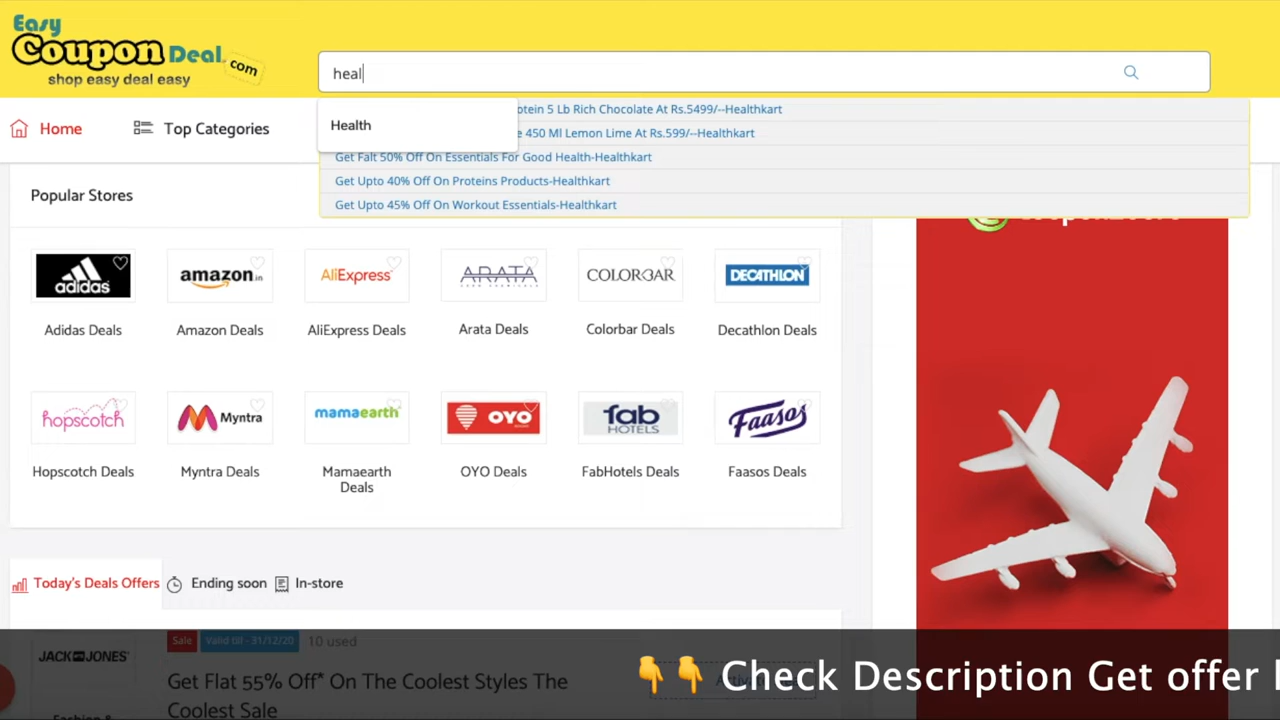 Easy
Coupon Deal.com
shop easy deal easy
heal
Home
Top Categories
Health
otein 5 Lb Rich Chocolate At Rs.5499/--Healthkart
e 450 Ml Lemon Lime At Rs.599/--Healthkart
Get Falt 50% Off On Essentials For Good Health-Healthkart
Get Upto 40% Off On Proteins Products-Healthkart
Get Upto 45% Off On Workout Essentials-Healthkart
Popular Stores
adidas
amazon.in
AliExpress
ARATA
COLORBAR
DECATHLON
Adidas Deals
Amazon Deals
AliExpress Deals
Arata Deals
Colorbar Deals
Decathlon Deals
hopscotch
Myntra
mamaearth
OYO
fab HOTELS
Faasos
Hopscotch Deals
Myntra Deals
Mamaearth Deals
OYO Deals
FabHotels Deals
Faasos Deals
Today's Deals Offers
Ending soon
In-store
Sale
Valid till - 31/12/20
10 used
JACK & JONES
Get Flat 55% Off* On The Coolest Styles The
Coolest Sale
Fashion &
👇👇 Check Description Get offer